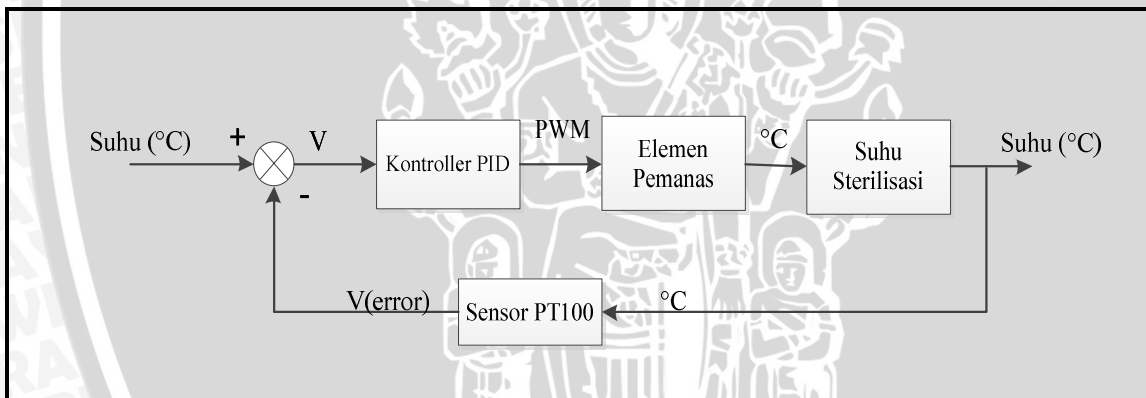 Suhu (°C)
+
-
V
Kontroller PID
PWM
Elemen
Pemanas
°C
Suhu
Sterilisasi
Suhu (°C)
V(error)
Sensor PT100
°C